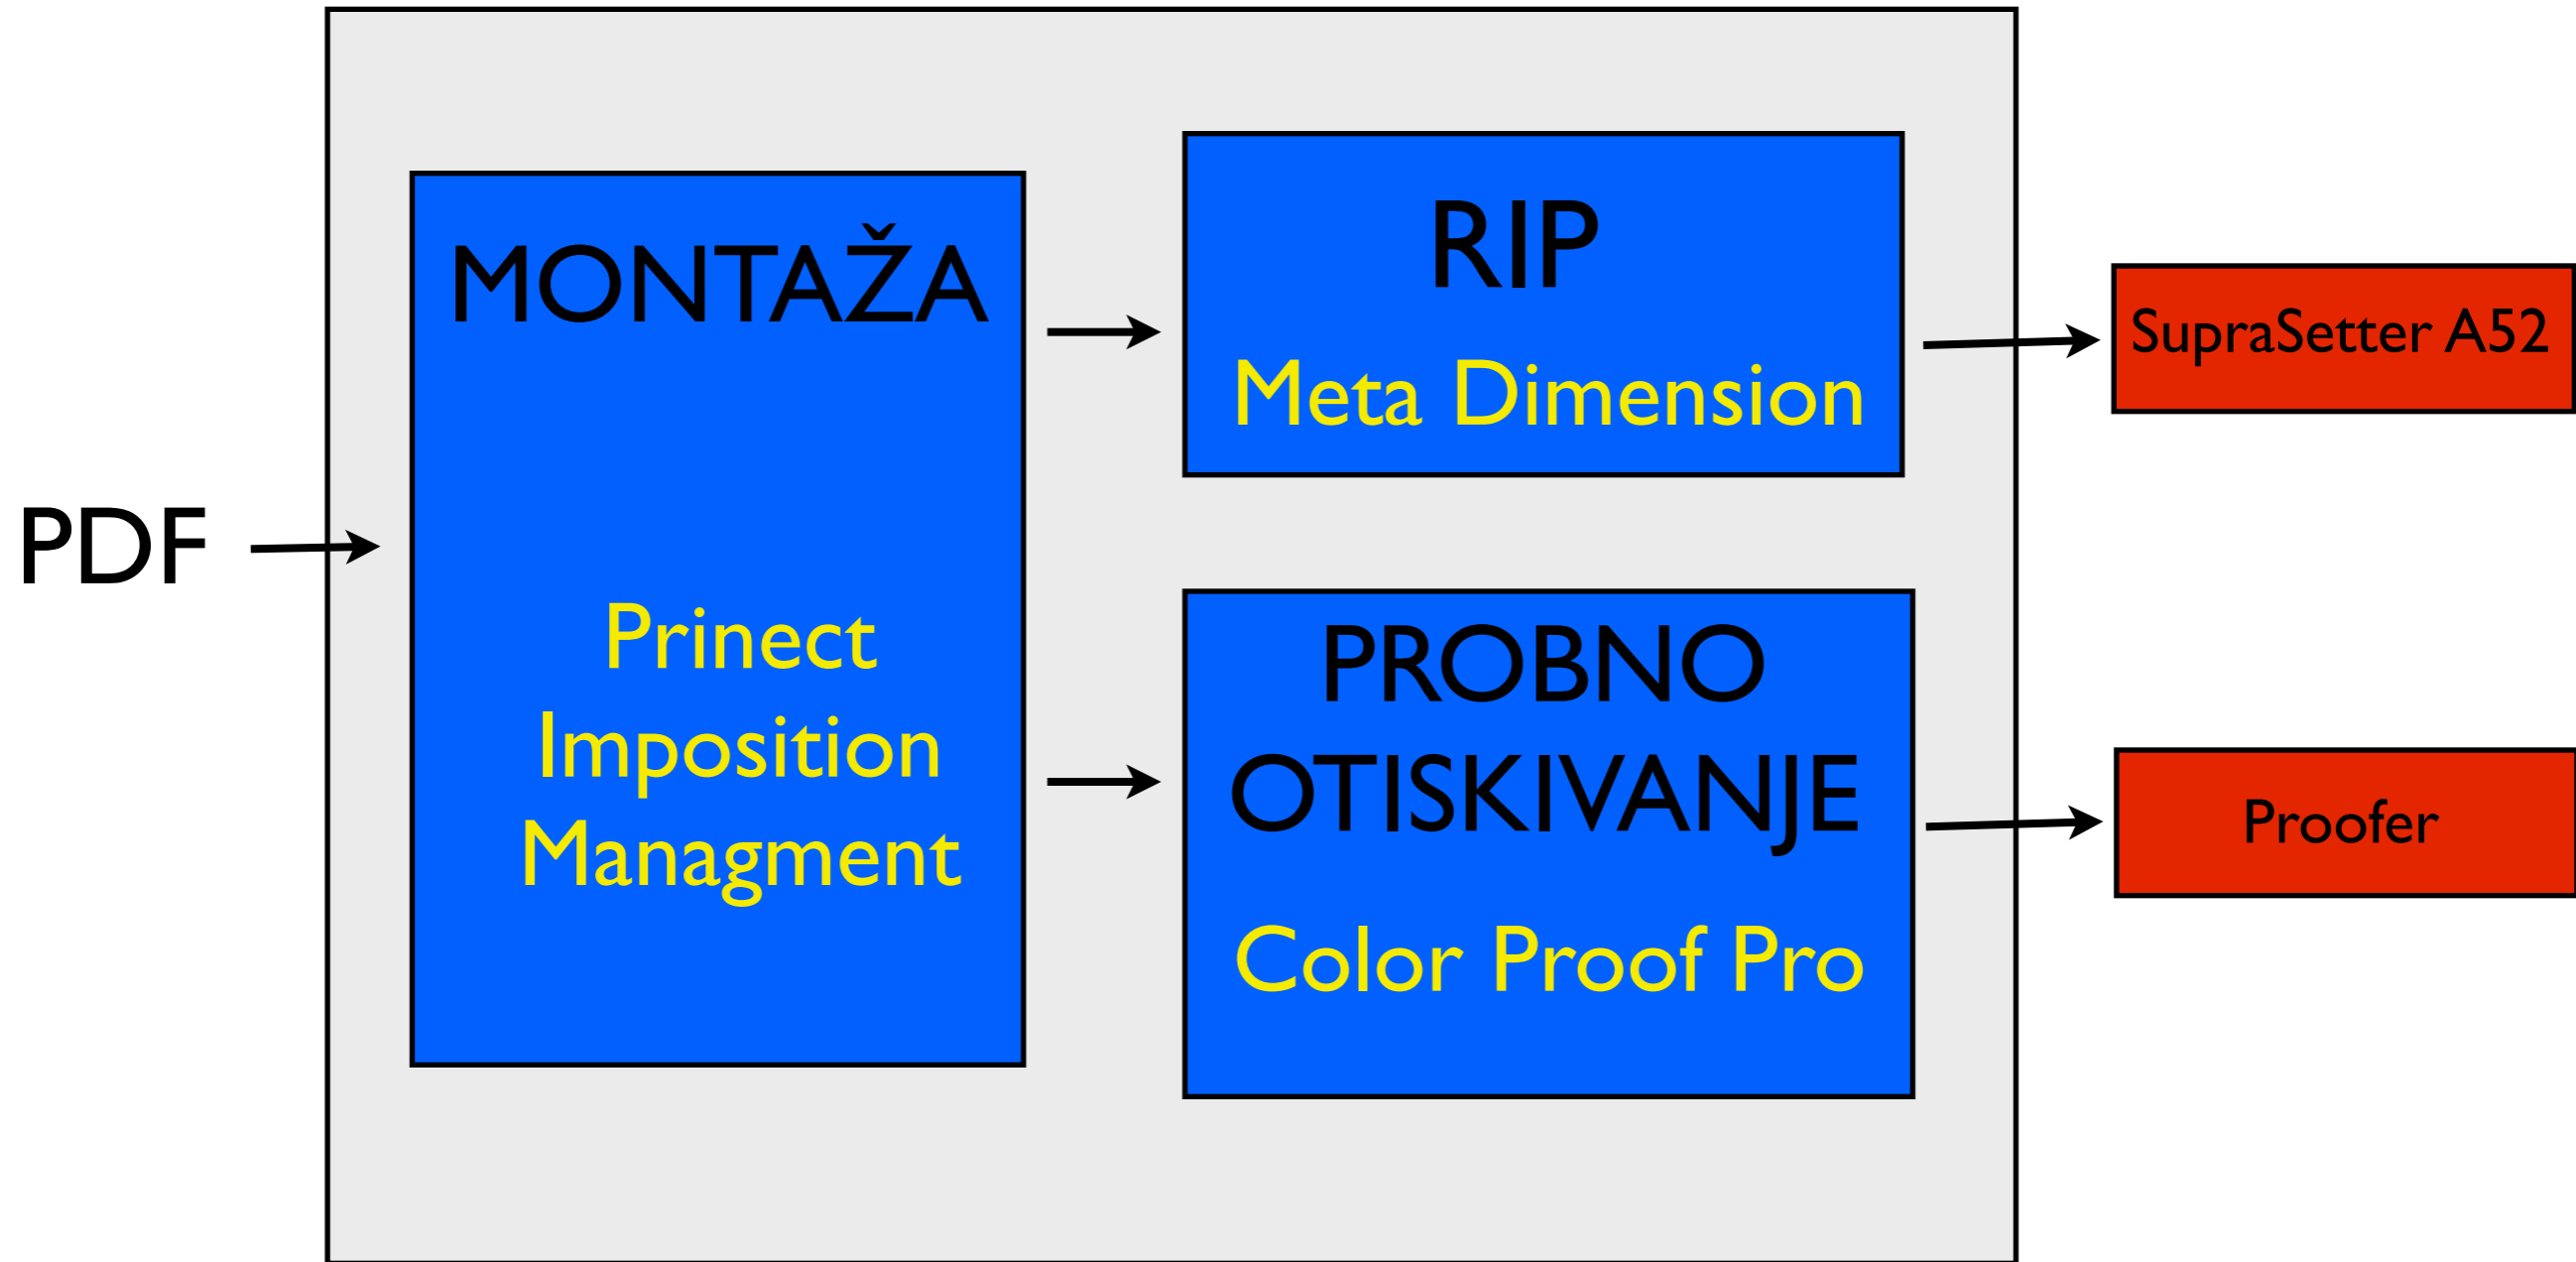 PDF
MONTAŽA
Prinect
Imposition
Managment
RIP
Meta Dimension
PROBNO
OTISKIVANJE
Color Proof Pro
SupraSetter A52
Proofer